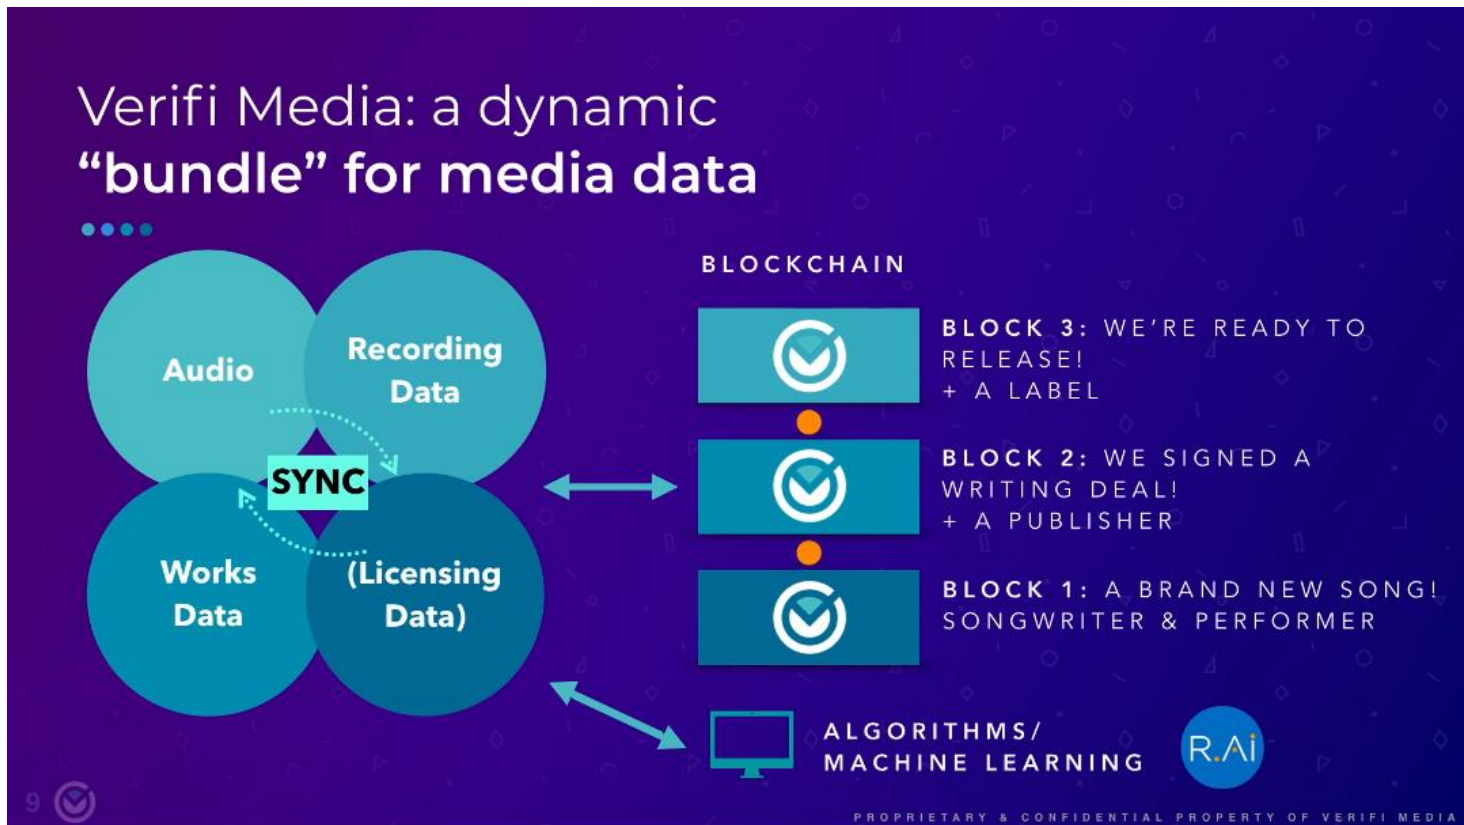 Verifi Media: a dynamic
“bundle” for media data
Audio
Recording
Data
SYNC
Works
Data
(Licensing
Data)
BLOCKCHAIN
BLOCK 3: WE’RE READY TO
RELEASE!
+ A LABEL
BLOCK 2: WE SIGNED A
WRITING DEAL!
+ A PUBLISHER
BLOCK 1: A BRAND NEW SONG!
SONGWRITER & PERFORMER
ALGORITHMS/
MACHINE LEARNING
R.Ai
9
PROPRIETARY & CONFIDENTIAL PROPERTY OF VERIFI MEDIA